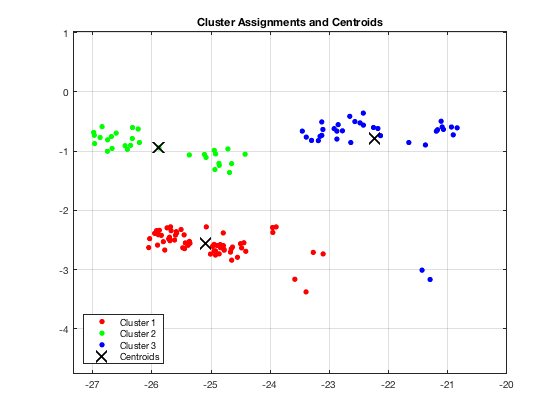 Cluster Assignments and Centroids
1
0
-1
-2
-3
-4
Cluster 1
Cluster 2
Cluster 3
Centroids
-27 -26 -25 -24 -23 -22 -21 -20